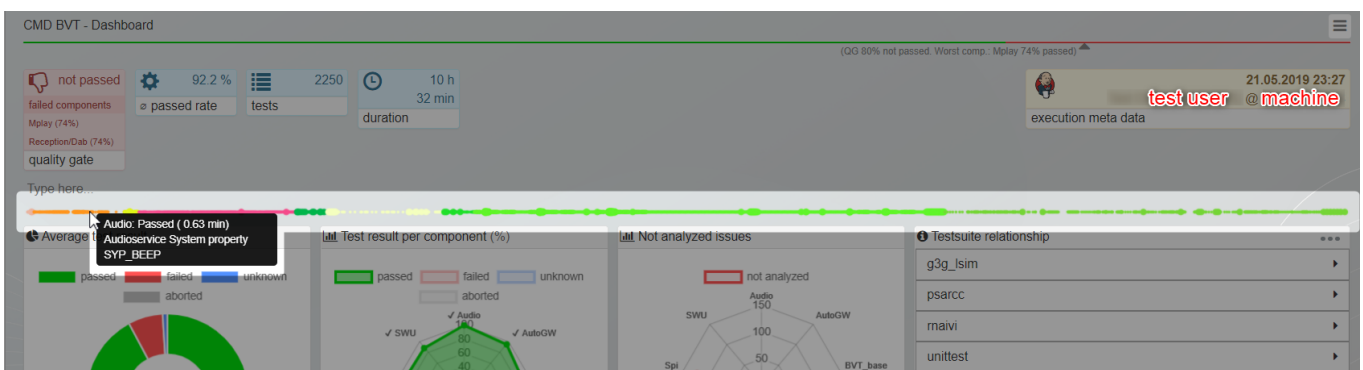 CMD BVT - Dashboard
(QG 80% not passed. Worst comp.: Mplay 74% passed)
not passed
failed components
Mplay (74%)
Reception/Dab (74%)
quality gate
92.2 %
ø passed rate
2250
tests
10 h
32 min
duration
21.05.2019 23:27
test user @ machine
execution meta data
Type here...
Audio: Passed ( 0.63 min)
Audioservice System property
SYP_BEEP
Average
passed failed unknown
aborted
Test result per component (%)
passed failed unknown
aborted
✓ Audio
100
✓ SWU
✓ AutoGW
80
60
40
Not analyzed issues
not analyzed
Audio
150
SWU
AutoGW
100
50
Spi
BVT_base
Testsuite relationship
g3g_lsim
psarcc
rnaivi
unittest